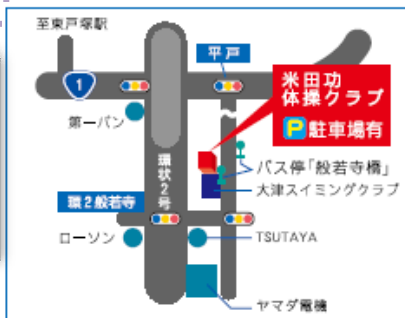 至東戸塚駅
平戸
1
米田功
体操クラブ
P 駐車場有
第一パン
環状2号
バス停「般若寺橋」
大津スイミングクラブ
環2般若寺
ローソン
TSUTAYA
ヤマダ電機